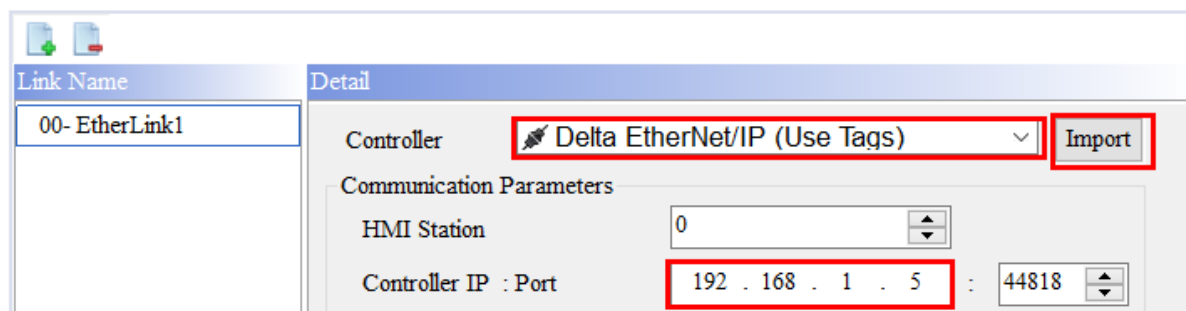 Link Name
Detail
00- EtherLink1
Controller Delta EtherNet/IP (Use Tags) Import
Communication Parameters
HMI Station 0
Controller IP : Port 192 . 168 . 1 . 5 : 44818